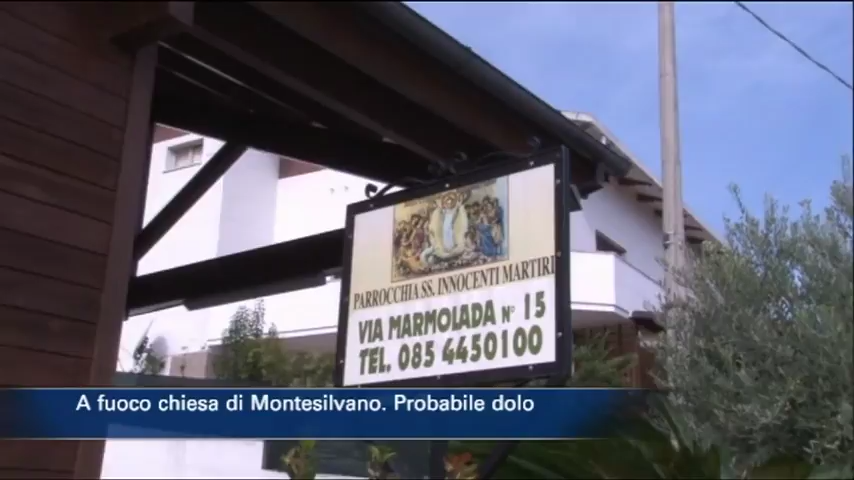 PARROCCHIA SS. INNOCENTI MARTIRI
VIA MARMOLADA N° 15
TEL. 085 4450100
A fuoco chiesa di Montesilvano. Probabile dolo